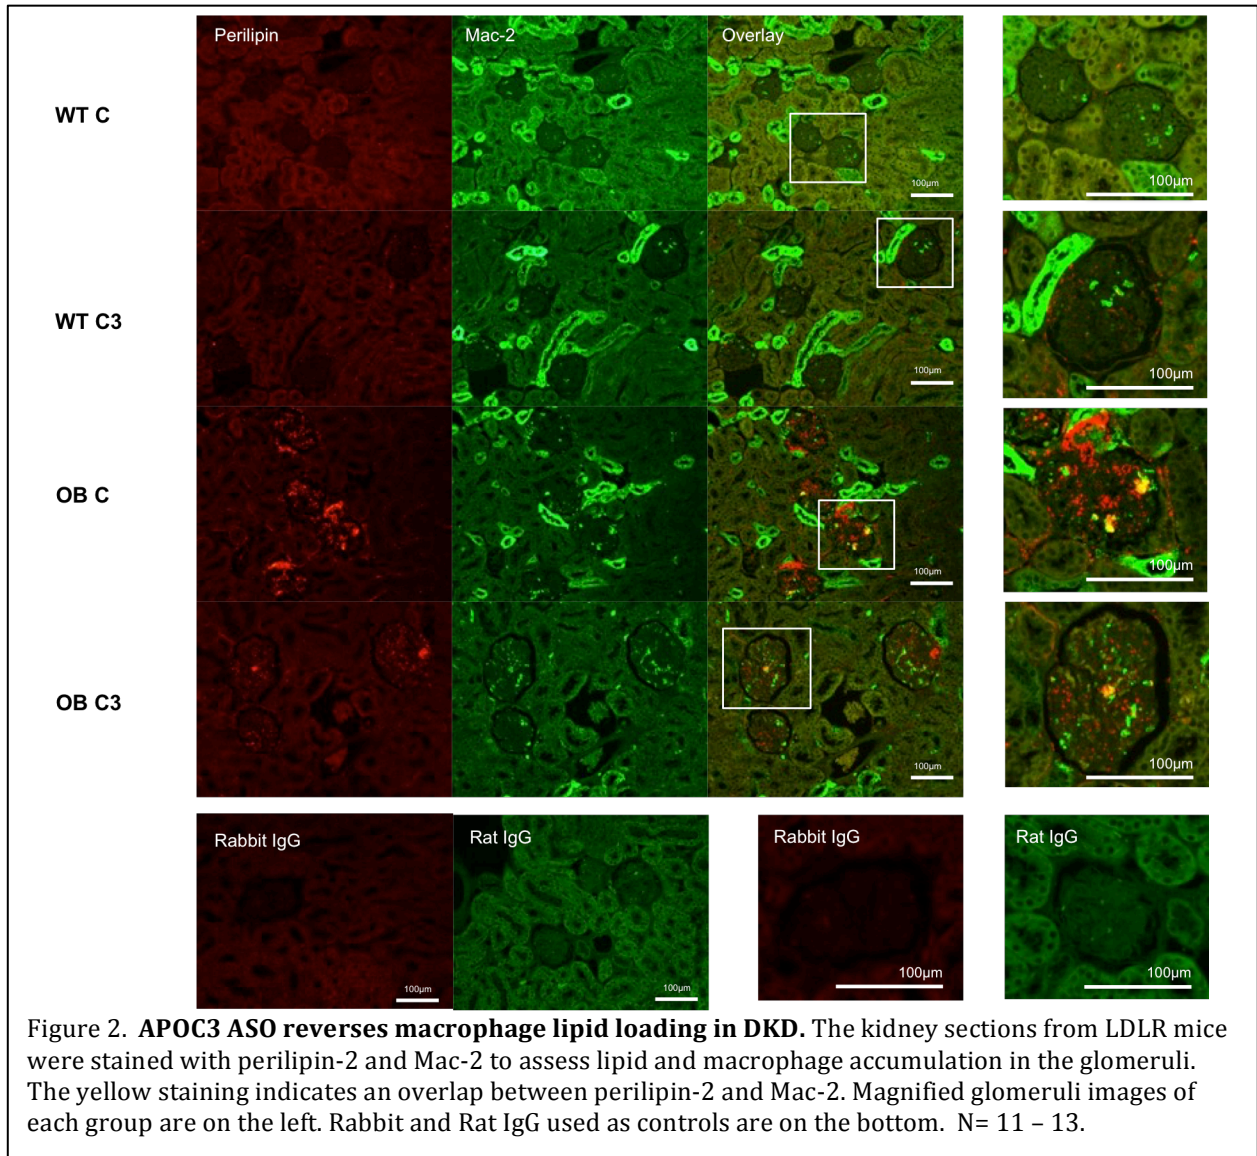 Perilipin Mac-2 Overlay
WT C
100µm 100µm
WT C3
100µm 100µm
OB C
100µm 100µm
OB C3
100µm 100µm
Rabbit IgG Rat IgG Rabbit IgG Rat IgG
100µm 100µm 100µm 100µm
Figure 2. APOC3 ASO reverses macrophage lipid loading in DKD. The kidney sections from LDLR mice
were stained with perilipin-2 and Mac-2 to assess lipid and macrophage accumulation in the glomeruli.
The yellow staining indicates an overlap between perilipin-2 and Mac-2. Magnified glomeruli images of
each group are on the left. Rabbit and Rat IgG used as controls are on the bottom. N= 11 – 13.